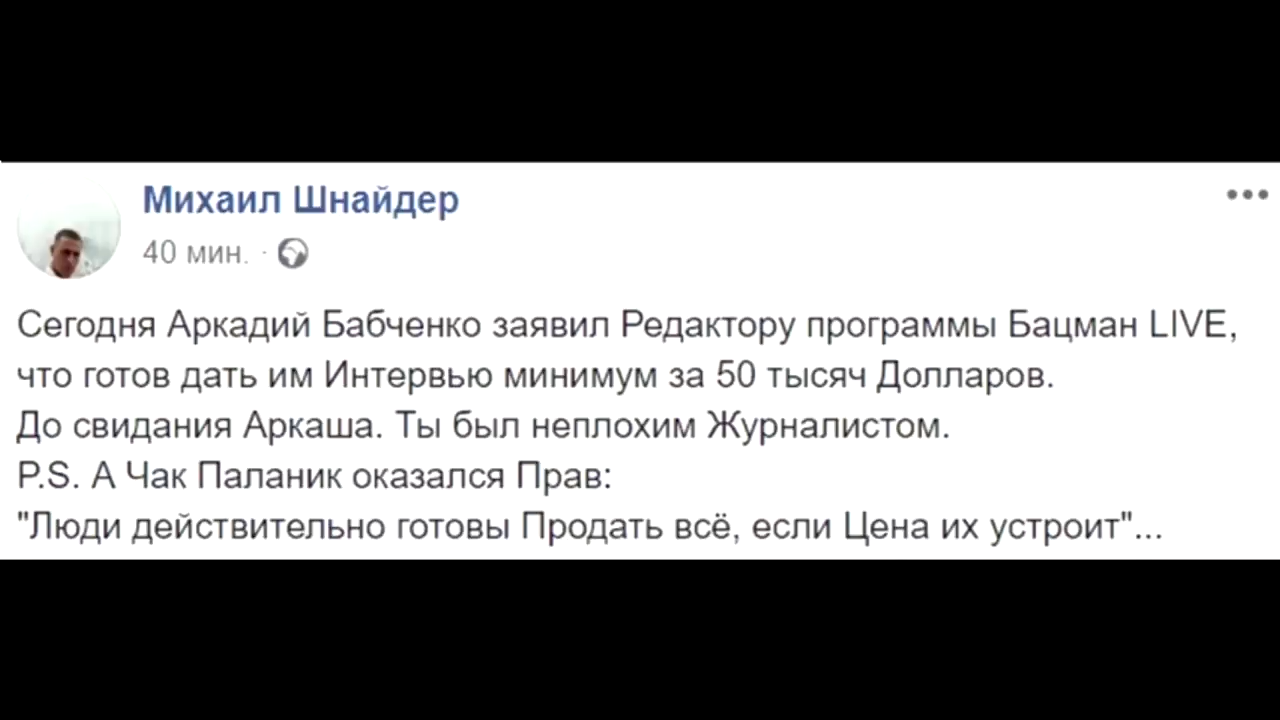 Михаил Шнайдер
40 мин. ·
Сегодня Аркадий Бабченко заявил Редактору программы Бацман LIVE,
что готов дать им Интервью минимум за 50 тысяч Долларов.
До свидания Аркаша. Ты был неплохим Журналистом.
P.S. А Чак Паланик оказался Прав:
"Люди действительно готовы Продать всё, если Цена их устроит"...